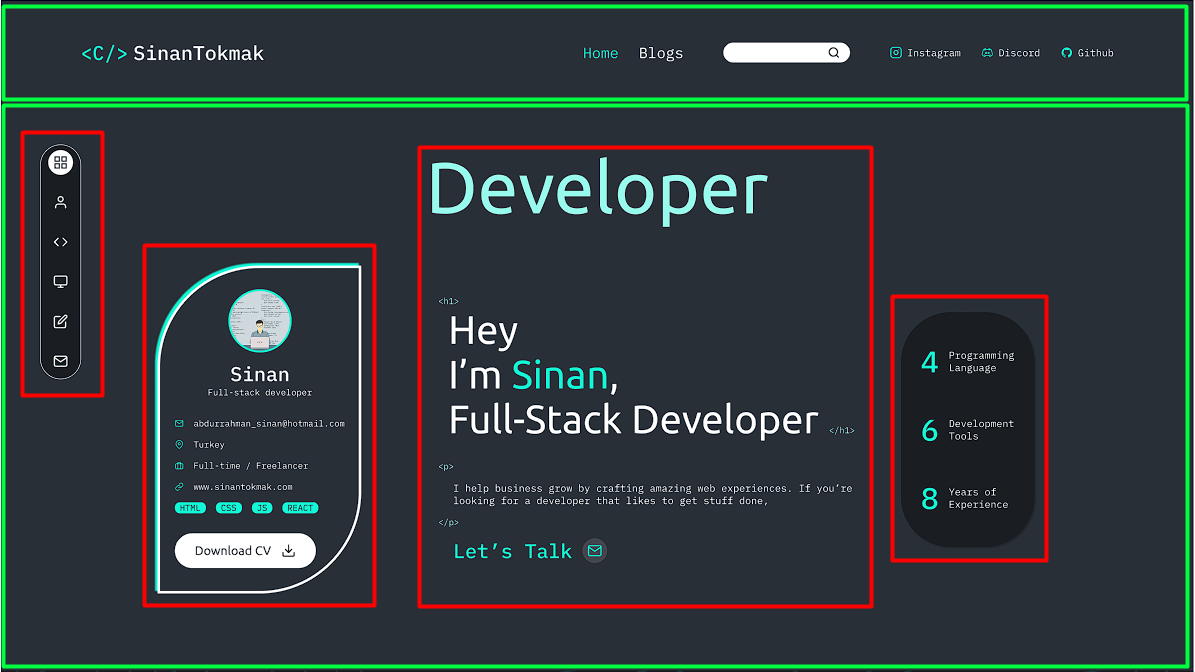 <C/> SinanTokmak
Home
Blogs
Instagram
Discord
Github
Sinan
Full-stack developer
abdurrahman_sinan@hotmail.com
Turkey
Full-time / Freelancer
www.sinantokmak.com
HTML
CSS
JS
REACT
Download CV
Developer
<h1>
Hey
I’m Sinan,
Full-Stack Developer
</h1>
<p>
I help business grow by crafting amazing web experiences. If you’re
looking for a developer that likes to get stuff done,
</p>
Let’s Talk
4 Programming
Language
6 Development
Tools
8 Years of
Experience